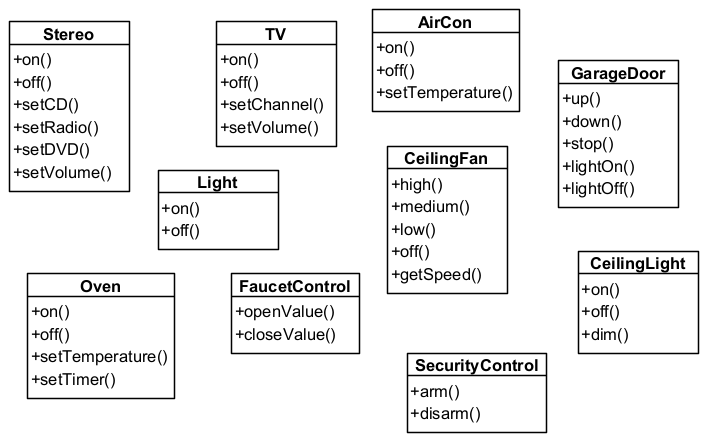 Stereo
+on()
+off()
+setCD()
+setRadio()
+setDVD()
+setVolume()
TV
+on()
+off()
+setChannel()
+setVolume()
AirCon
+on()
+off()
+setTemperature()
GarageDoor
+up()
+down()
+stop()
+lightOn()
+lightOff()
Light
+on()
+off()
CeilingFan
+high()
+medium()
+low()
+off()
+getSpeed()
Oven
+on()
+off()
+setTemperature()
+setTimer()
FaucetControl
+openValue()
+closeValue()
CeilingLight
+on()
+off()
+dim()
SecurityControl
+arm()
+disarm()